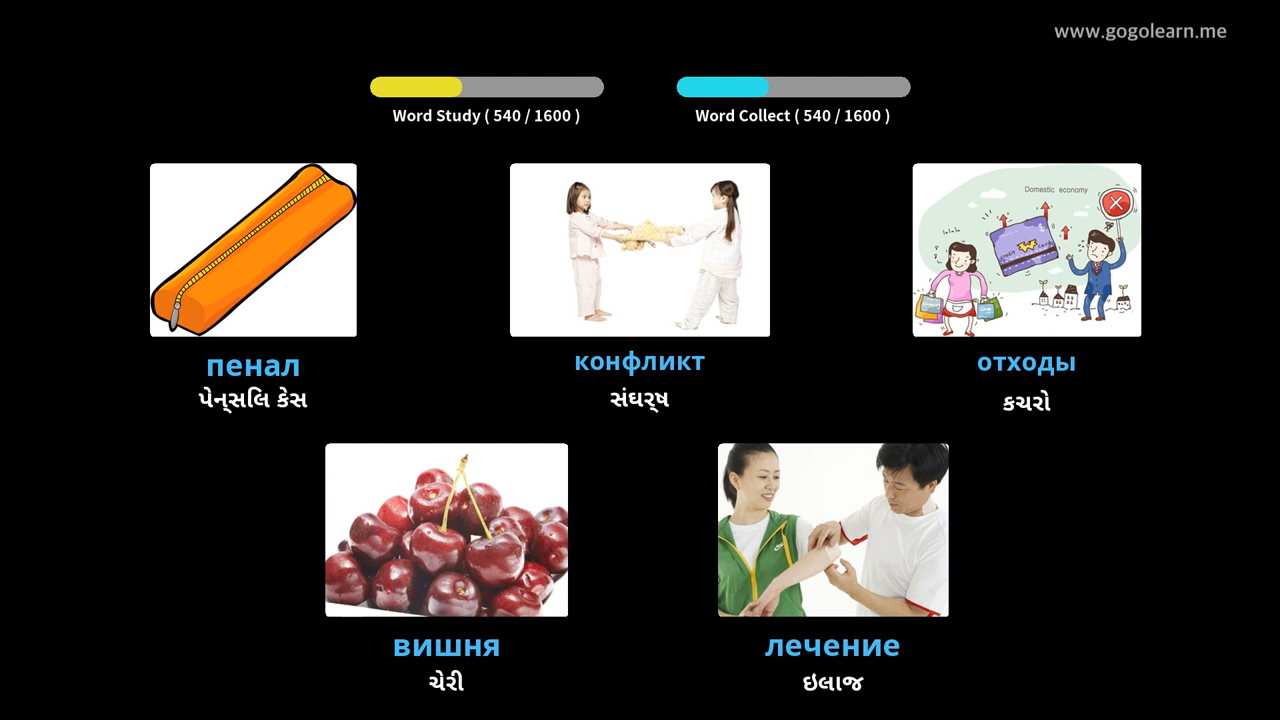 www.gogolearn.me
Word Study ( 540 / 1600 )
Word Collect ( 540 / 1600 )
Domestic economy
lalala
пенал
પેન્સલિ કેસ
конфликт
સંઘર્ષ
отходы
કચરો
вишня
ચેરી
лечение
ઇલાજ